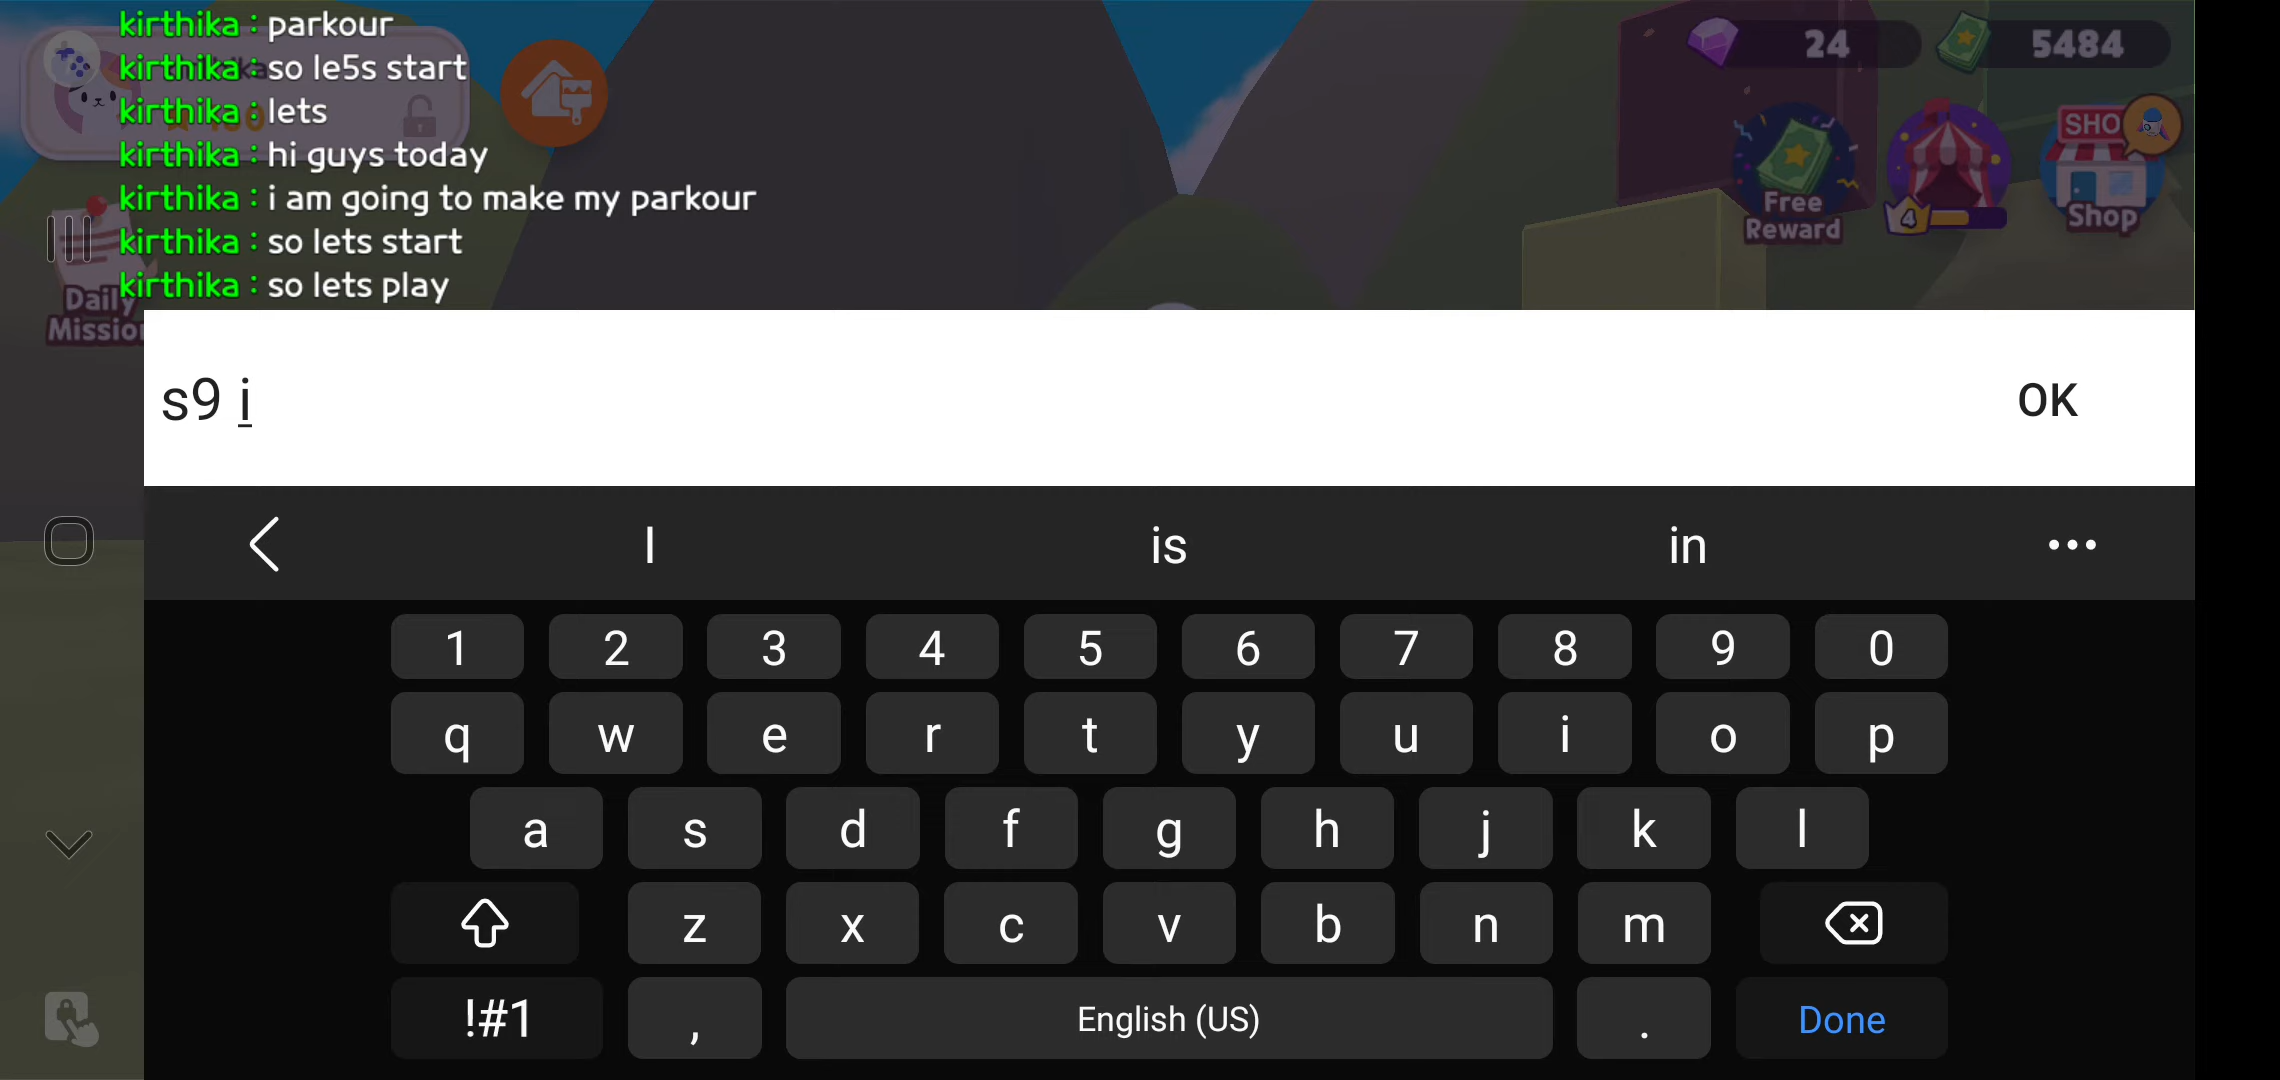 kirthika : parkour
kirthika : so le5s start
kirthika : lets
kirthika : hi guys today
kirthika : i am going to make my parkour
kirthika : so lets start
kirthika : so lets play
24
5484
SHO
Free
Reward
4
Shop
Daily
Mission
s9 i
OK
I
is
in
1 2 3 4 5 6 7 8 9 0
q w e r t y u i o p
a s d f g h j k l
z x c v b n m
!#1 , English (US) . Done